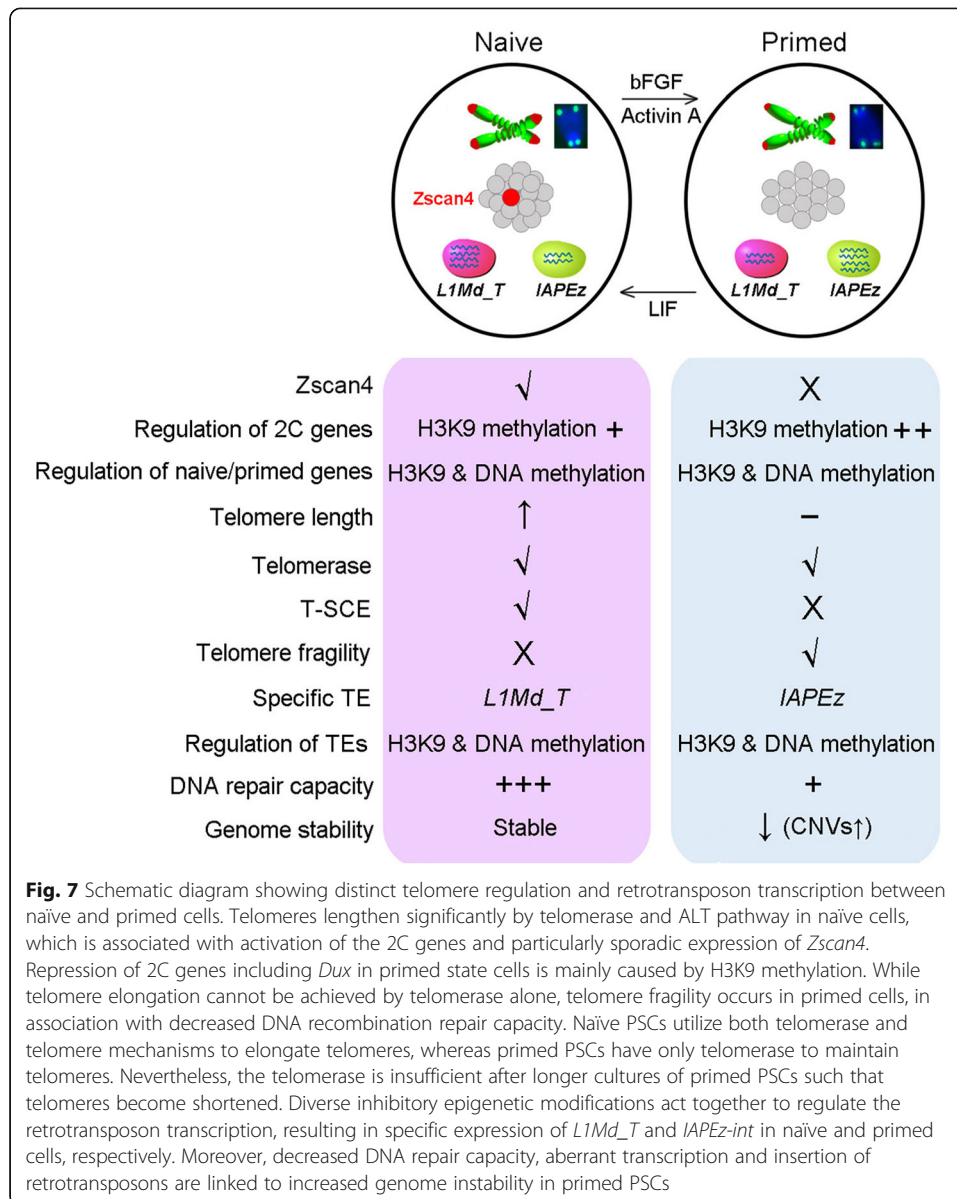 Naive Primed
bFGF
Activin A
Zscan4
L1Md_T IAPEz L1Md_T IAPEz
LIF
Zscan4 √ X
Regulation of 2C genes H3K9 methylation + H3K9 methylation ++
Regulation of naive/primed genes H3K9 & DNA methylation H3K9 & DNA methylation
Telomere length ↑ –
Telomerase √ √
T-SCE √ X
Telomere fragility X √
Specific TE L1Md_T IAPEz
Regulation of TEs H3K9 & DNA methylation H3K9 & DNA methylation
DNA repair capacity +++ +
Genome stability Stable ↓ (CNVs↑)
Fig. 7 Schematic diagram showing distinct telomere regulation and retrotransposon transcription between
naïve and primed cells. Telomeres lengthen significantly by telomerase and ALT pathway in naïve cells,
which is associated with activation of the 2C genes and particularly sporadic expression of Zscan4.
Repression of 2C genes including Dux in primed state cells is mainly caused by H3K9 methylation. While
telomere elongation cannot be achieved by telomerase alone, telomere fragility occurs in primed cells, in
association with decreased DNA recombination repair capacity. Naïve PSCs utilize both telomerase and
telomere mechanisms to elongate telomeres, whereas primed PSCs have only telomerase to maintain
telomeres. Nevertheless, the telomerase is insufficient after longer cultures of primed PSCs such that
telomeres become shortened. Diverse inhibitory epigenetic modifications act together to regulate the
retrotransposon transcription, resulting in specific expression of L1Md_T and IAPEz-int in naïve and primed
cells, respectively. Moreover, decreased DNA repair capacity, aberrant transcription and insertion of
retrotransposons are linked to increased genome instability in primed PSCs